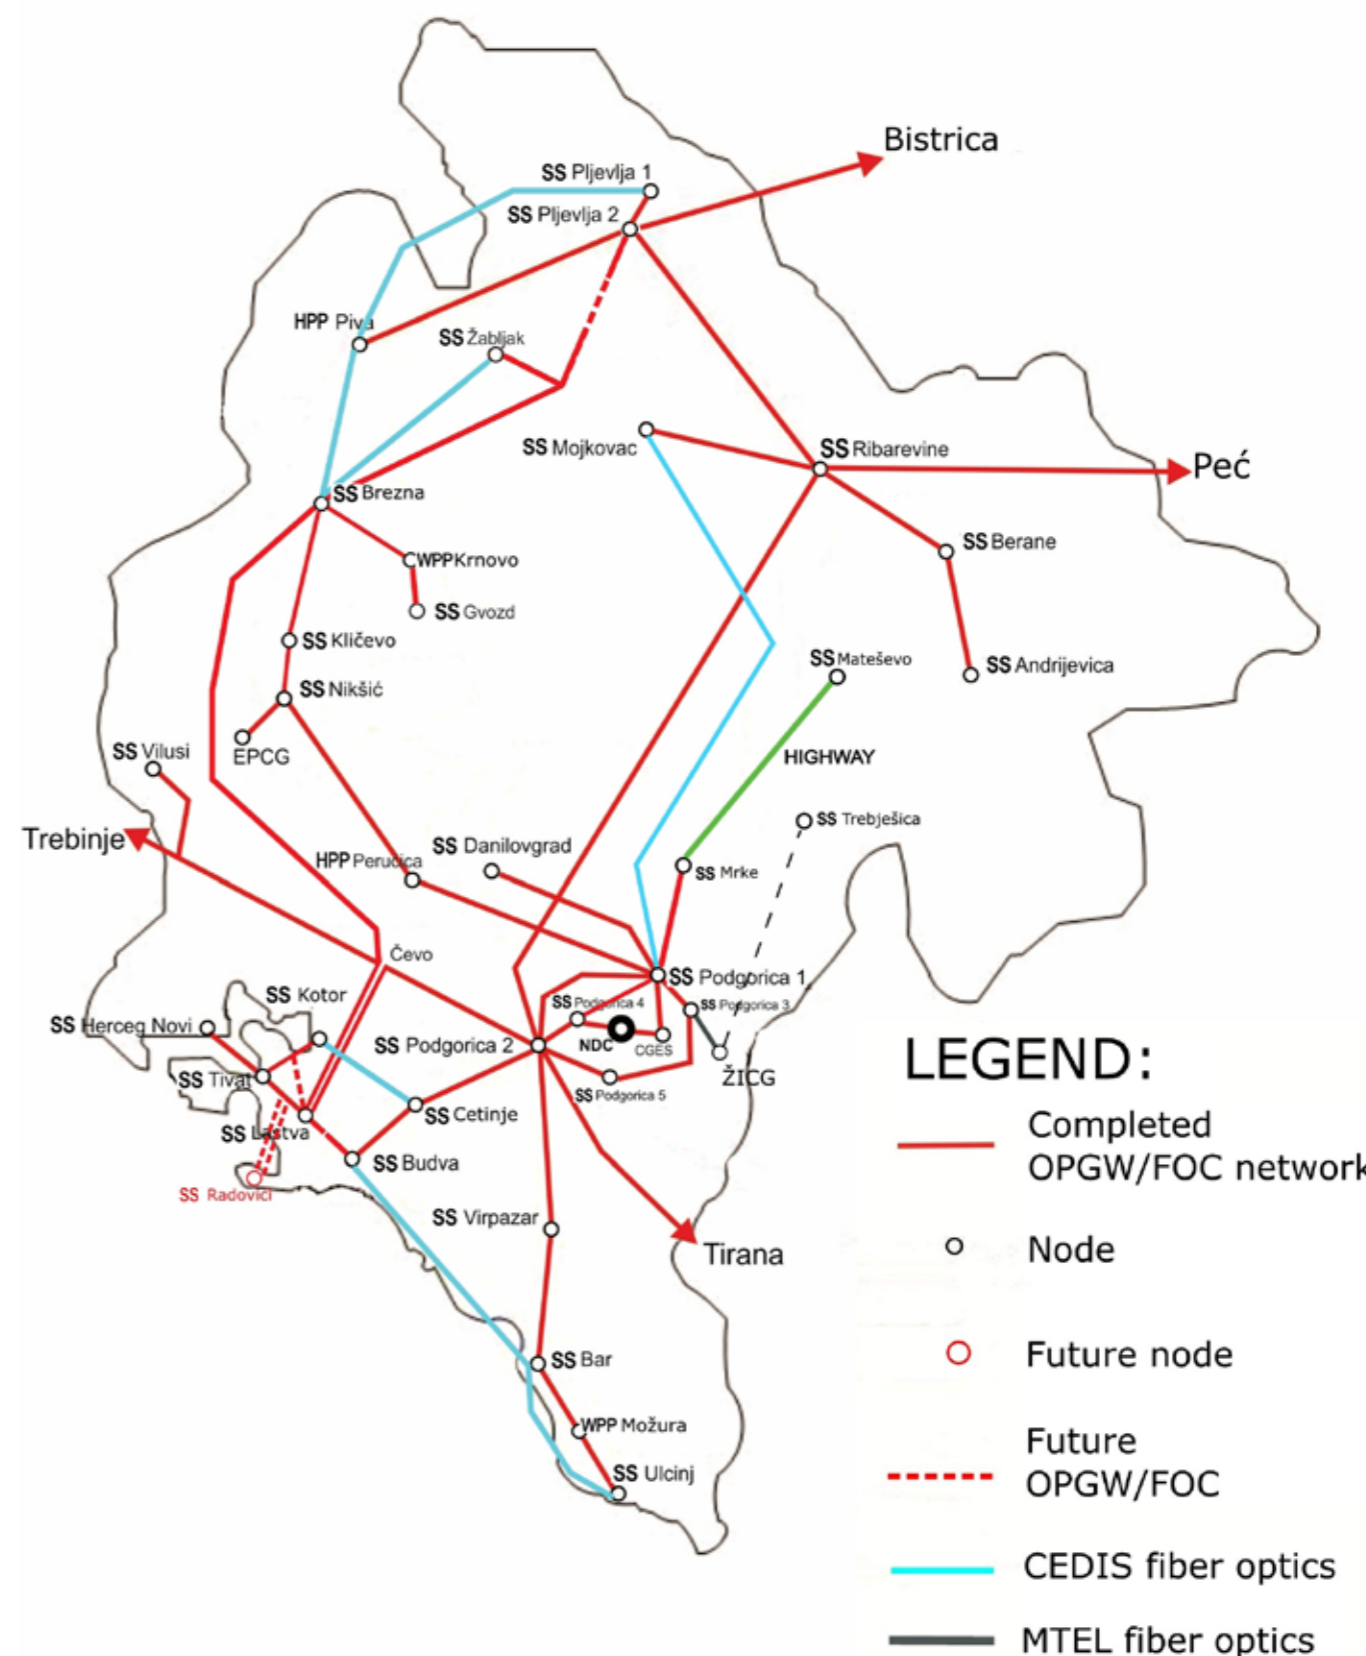 Bistrica
SS Pljevlja 1
SS Pljevlja 2
HPP Piva
SS Žabljak
SS Mojkovac
SS Ribarevine
Peć
SS Brezna
SS Berane
WPP Krnovo
SS Gvozd
SS Kličevo
SS Mateševo
SS Andrijevica
SS Nikšić
EPCG
SS Vilusi
HIGHWAY
Trebinje
SS Trebješica
SS Danilovgrad
HPP Perućica
SS Mrke
Čevo
SS Podgorica 1
SS Kotor
SS Podgorica 4
SS Podgorica 3
SS Herceg Novi
SS Podgorica 2
NDC
CGES
ŽICG
SS Tivat
SS Podgorica 5
SS Cetinje
SS Lastva
SS Budva
SS Radovići
SS Virpazar
Tirana
SS Bar
WPP Možura
SS Ulcinj
LEGEND:
Completed
OPGW/FOC network
Node
Future node
Future
OPGW/FOC
CEDIS fiber optics
MTEL fiber optics